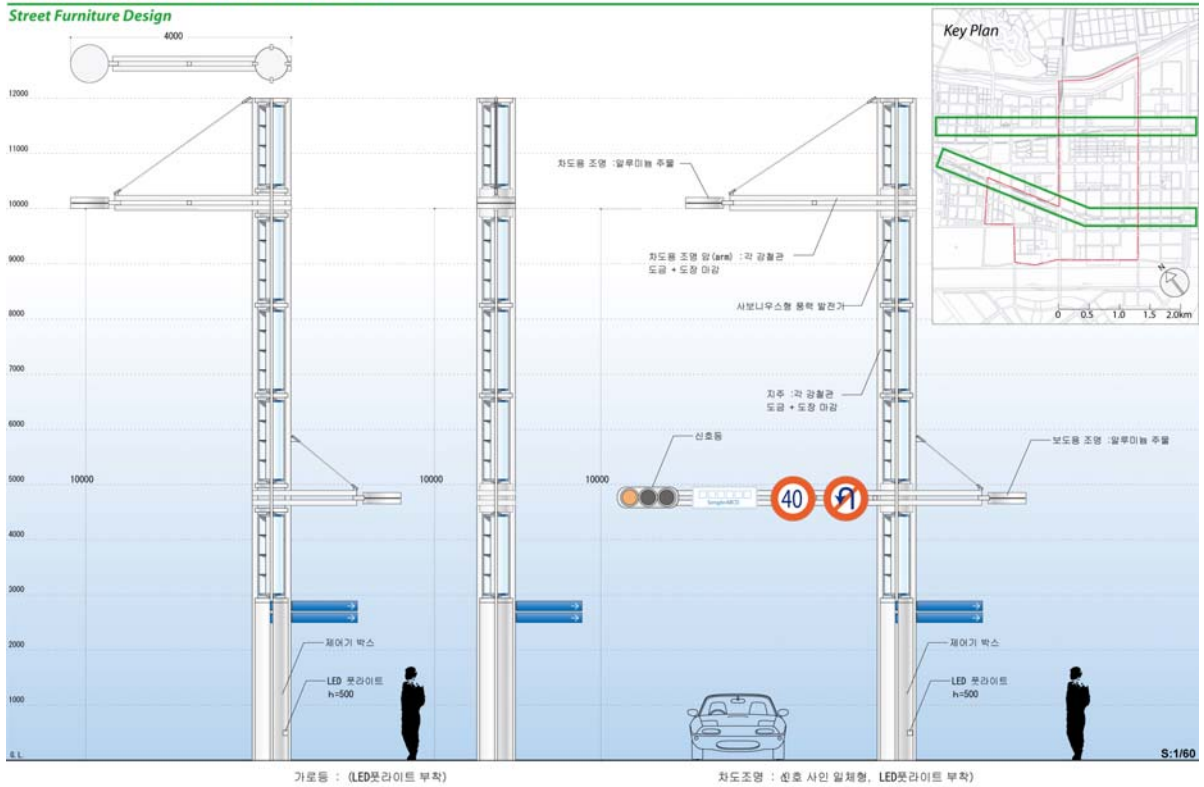 Street Furniture Design
4000
Key Plan
N
0 0.5 1.0 1.5 2.0km
12000
11000
10000
9000
8000
7000
6000
5000
4000
3000
2000
1000
G.L.
10000
10000
10000
차도용 조명 :알루미늄 주물
차도용 조명 암(arm) :각 강철관
도금 + 도장 마감
사보니우스형 풍력 발전기
지주 :각 강철관
도금 + 도장 마감
신호등
보도용 조명 :알루미늄 주물
40
제어기 박스
LED 풋라이트
h=500
제어기 박스
LED 풋라이트
h=500
S:1/60
가로등 : (LED풋라이트 부착)
차도조명 : 신호 사인 일체형, LED풋라이트 부착)